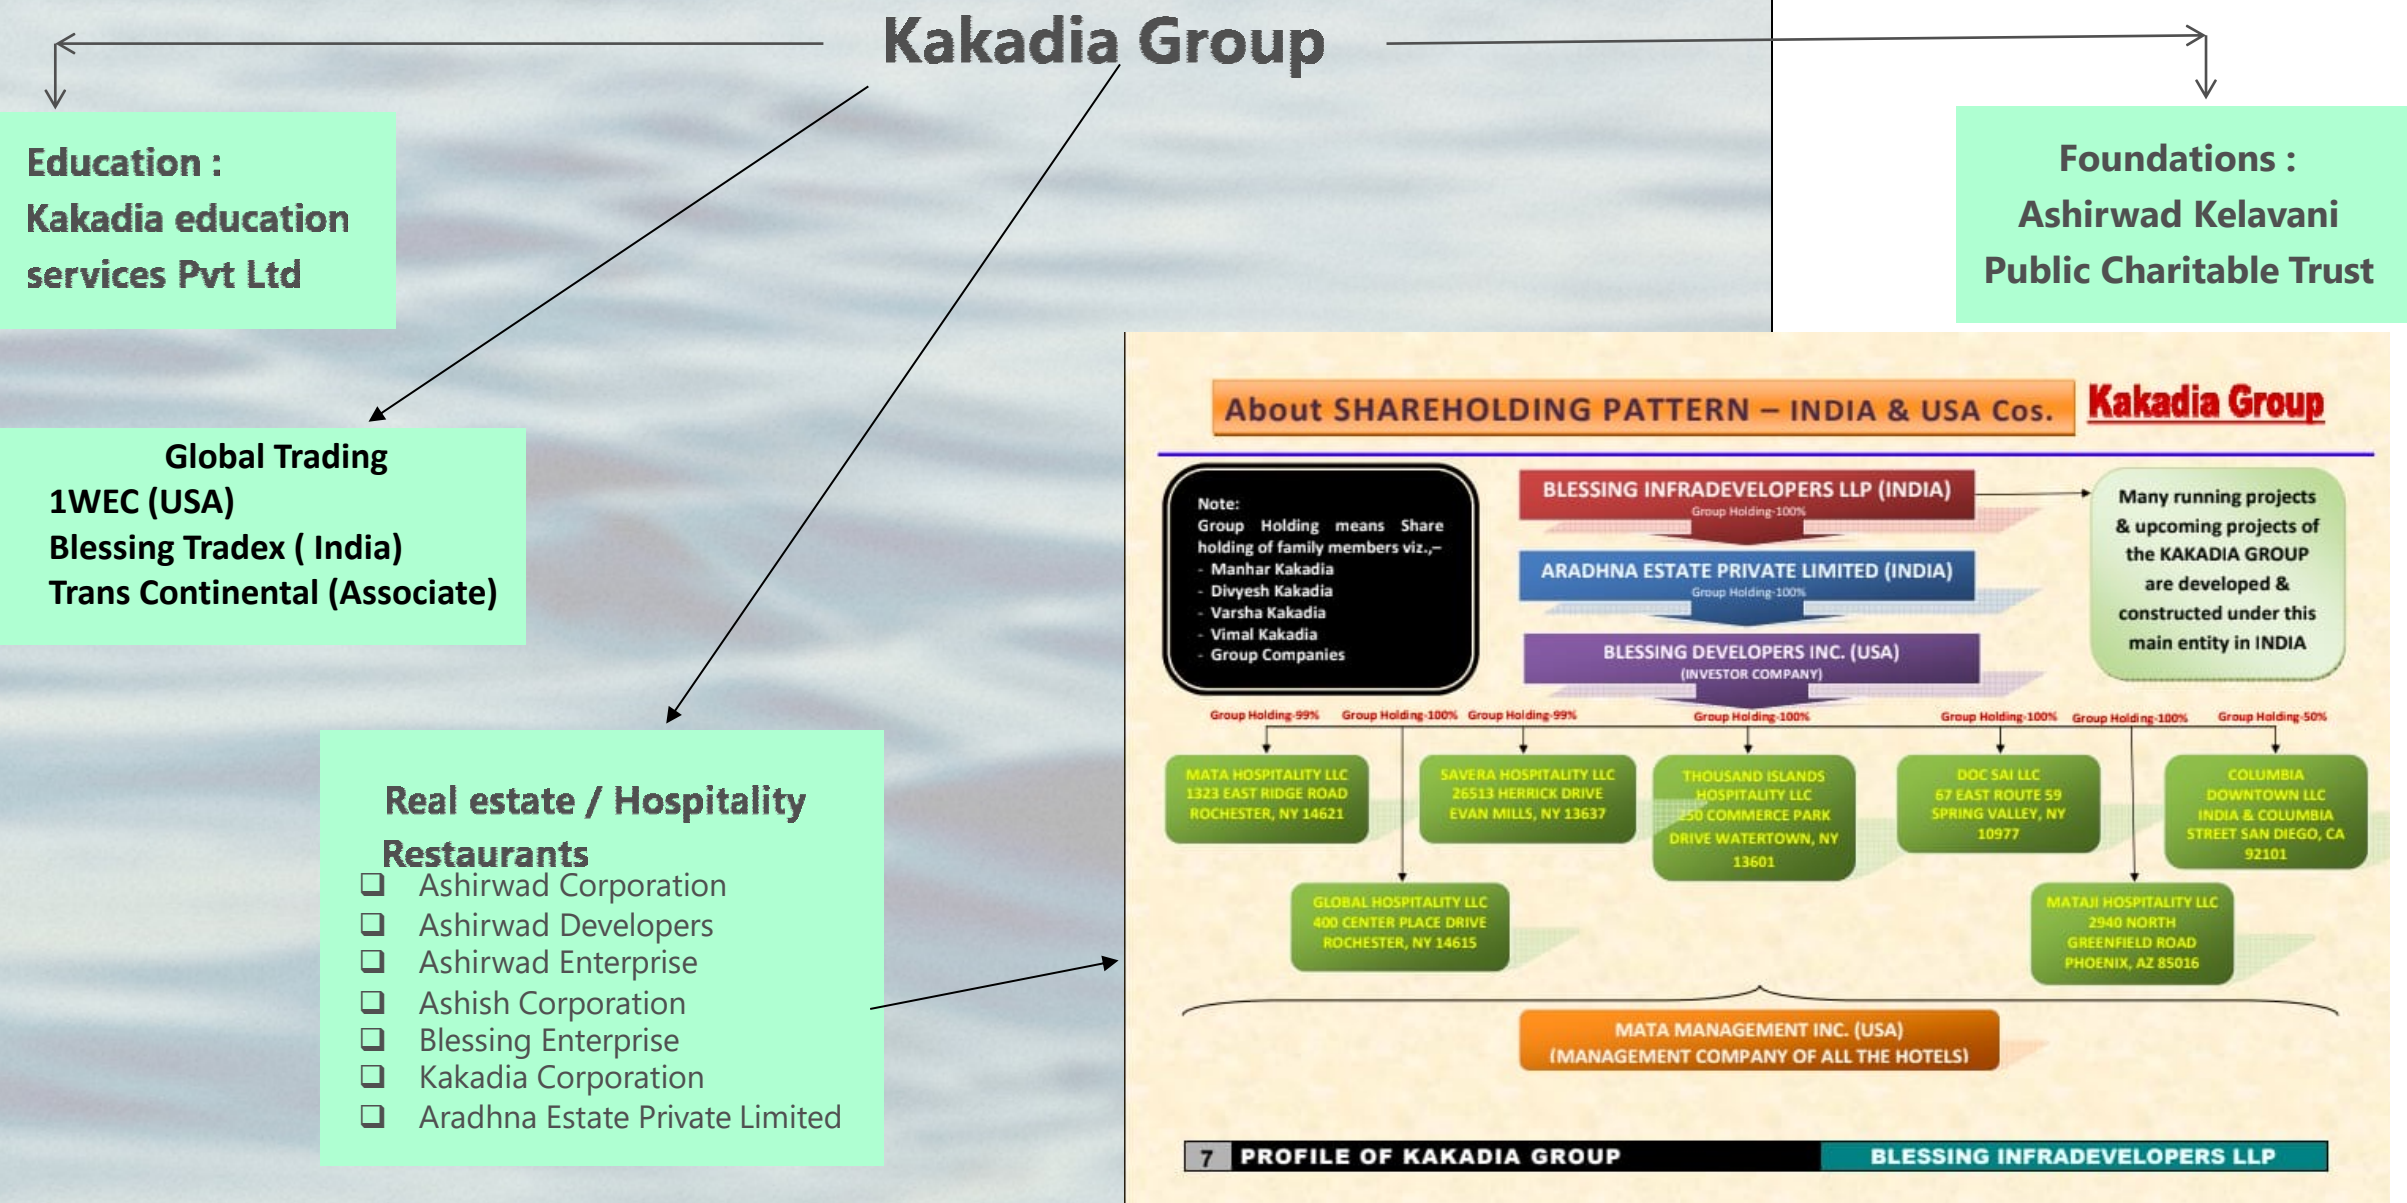 Kakadia Group
Education :
Kakadia education
services Pvt Ltd
Foundations :
Ashirwad Kelavani
Public Charitable Trust
Global Trading
1WEC (USA)
Blessing Tradex ( India)
Trans Continental (Associate)
Real estate / Hospitality
Restaurants
Ashirwad Corporation
Ashirwad Developers
Ashirwad Enterprise
Ashish Corporation
Blessing Enterprise
Kakadia Corporation
Aradhna Estate Private Limited
About SHAREHOLDING PATTERN – INDIA & USA Cos.
Kakadia Group
Note:
Group Holding means Share
holding of family members viz.,–
- Manhar Kakadia
- Divyesh Kakadia
- Varsha Kakadia
- Vimal Kakadia
- Group Companies
BLESSING INFRADEVELOPERS LLP (INDIA)
Group Holding-100%
ARADHNA ESTATE PRIVATE LIMITED (INDIA)
Group Holding-100%
BLESSING DEVELOPERS INC. (USA)
(INVESTOR COMPANY)
Many running projects
& upcoming projects of
the KAKADIA GROUP
are developed &
constructed under this
main entity in INDIA
Group Holding-99%
Group Holding-100%
Group Holding-99%
Group Holding-100%
Group Holding-100%
Group Holding-100%
Group Holding-50%
MATA HOSPITALITY LLC
1323 EAST RIDGE ROAD
ROCHESTER, NY 14621
SAVERA HOSPITALITY LLC
26513 HERRICK DRIVE
EVAN MILLS, NY 13637
THOUSAND ISLANDS
HOSPITALITY LLC
250 COMMERCE PARK
DRIVE WATERTOWN, NY
13601
DOC SAI LLC
67 EAST ROUTE 59
SPRING VALLEY, NY
10977
COLUMBIA
DOWNTOWN LLC
INDIA & COLUMBIA
STREET SAN DIEGO, CA
92101
GLOBAL HOSPITALITY LLC
400 CENTER PLACE DRIVE
ROCHESTER, NY 14615
MATAJI HOSPITALITY LLC
2940 NORTH
GREENFIELD ROAD
PHOENIX, AZ 85016
MATA MANAGEMENT INC. (USA)
(MANAGEMENT COMPANY OF ALL THE HOTELS)
7 PROFILE OF KAKADIA GROUP
BLESSING INFRADEVELOPERS LLP